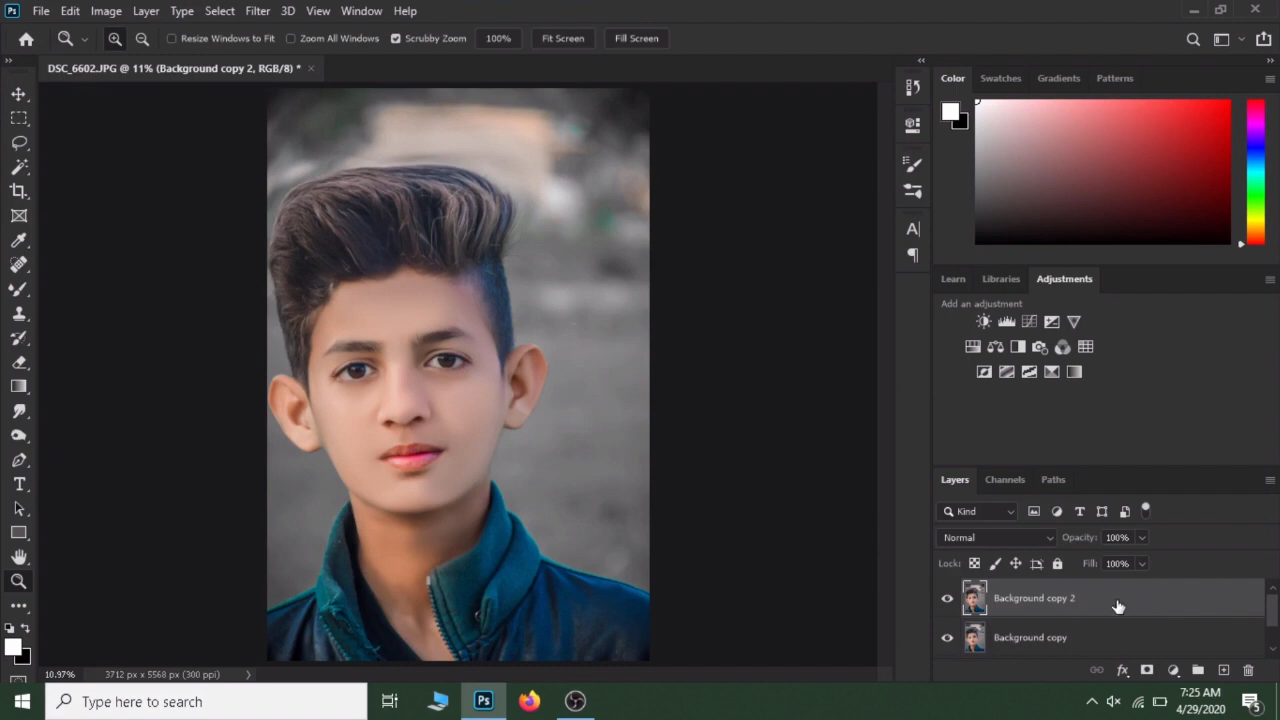 Ps File Edit Image Layer Type Select Filter 3D View Window Help
Resize Windows to Fit Zoom All Windows Scrubby Zoom 100% Fit Screen Fill Screen
DSC_6602.JPG @ 11% (Background copy 2, RGB/8) * ×
Color Swatches Gradients Patterns
Learn Libraries Adjustments
Add an adjustment
Layers Channels Paths
Kind
Normal Opacity: 100%
Lock: Fill: 100%
Background copy 2
Background copy
10.97% 3712 px x 5568 px (300 ppi)
Type here to search
Ps
7:25 AM
4/29/2020
5